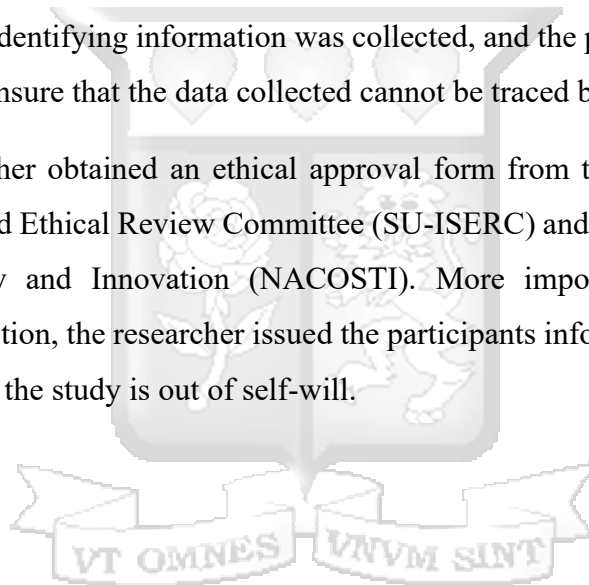 dentifying information was collected, and the p
nsure that the data collected cannot be traced b
her obtained an ethical approval form from t
d Ethical Review Committee (SU-ISERC) and
y and Innovation (NACOSTI). More impo
tion, the researcher issued the participants info
the study is out of self-will.
VT OMNES VNVM SINT